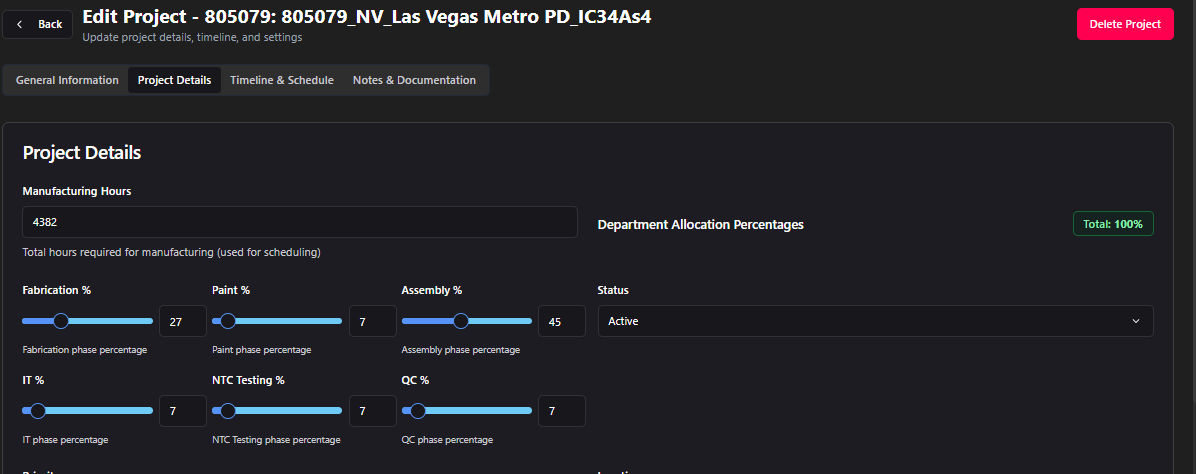 Back
Edit Project - 805079: 805079_NV_Las Vegas Metro PD_IC34As4
Update project details, timeline, and settings
Delete Project
General Information Project Details Timeline & Schedule Notes & Documentation
Project Details
Manufacturing Hours
4382
Total hours required for manufacturing (used for scheduling)
Department Allocation Percentages
Total: 100%
Fabrication % Paint % Assembly % Status
27 7 45 Active
Fabrication phase percentage Paint phase percentage Assembly phase percentage
IT % NTC Testing % QC %
7 7 7
IT phase percentage NTC Testing phase percentage QC phase percentage